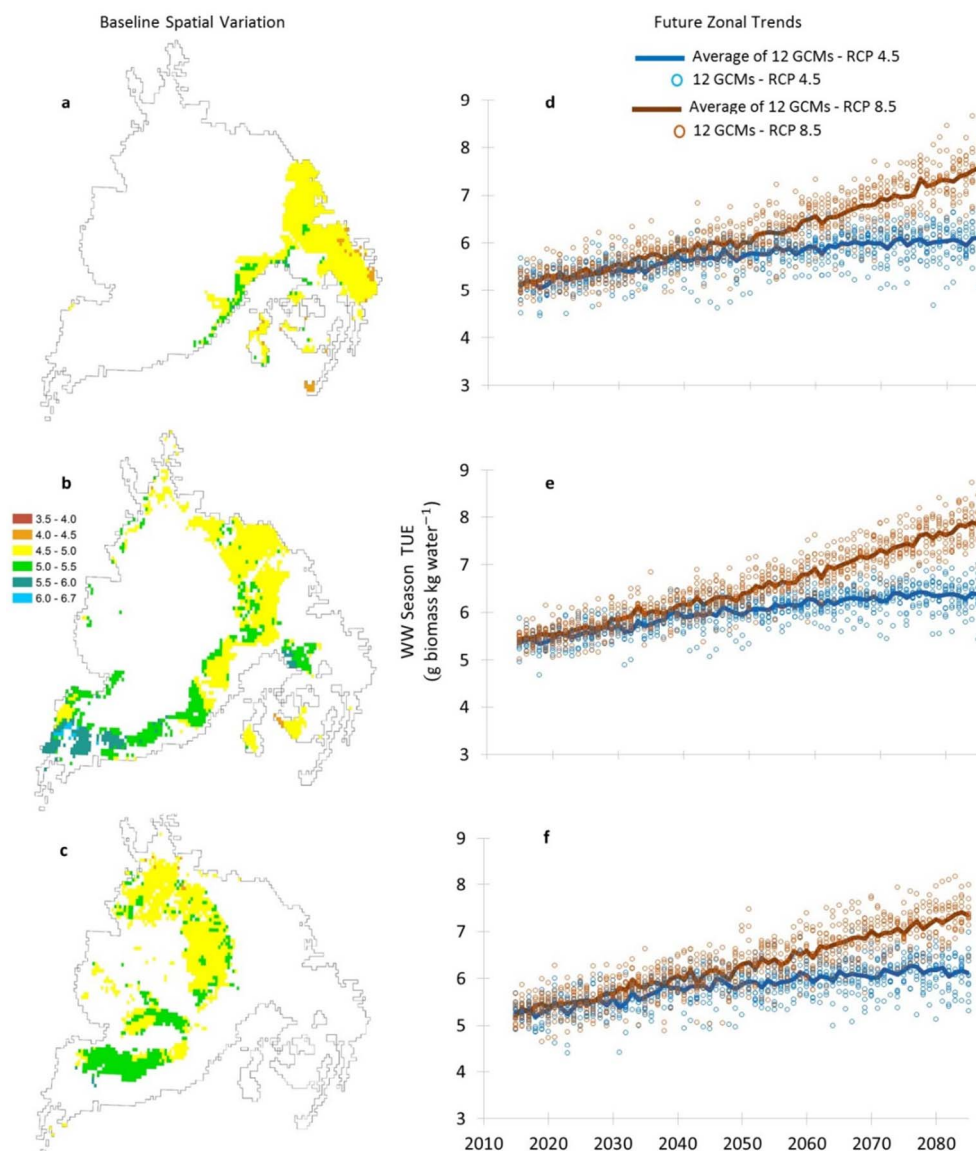 Baseline Spatial Variation
Future Zonal Trends
a
d
Average of 12 GCMs - RCP 4.5
12 GCMs - RCP 4.5
Average of 12 GCMs - RCP 8.5
12 GCMs - RCP 8.5
9
8
7
6
5
4
3
b
3.5 - 4.0
4.0 - 4.5
4.5 - 5.0
5.0 - 5.5
5.5 - 6.0
6.0 - 6.7
WW Season TUE
(g biomass kg water⁻¹)
e
9
8
7
6
5
4
3
c
f
9
8
7
6
5
4
3
2010 2020 2030 2040 2050 2060 2070 2080